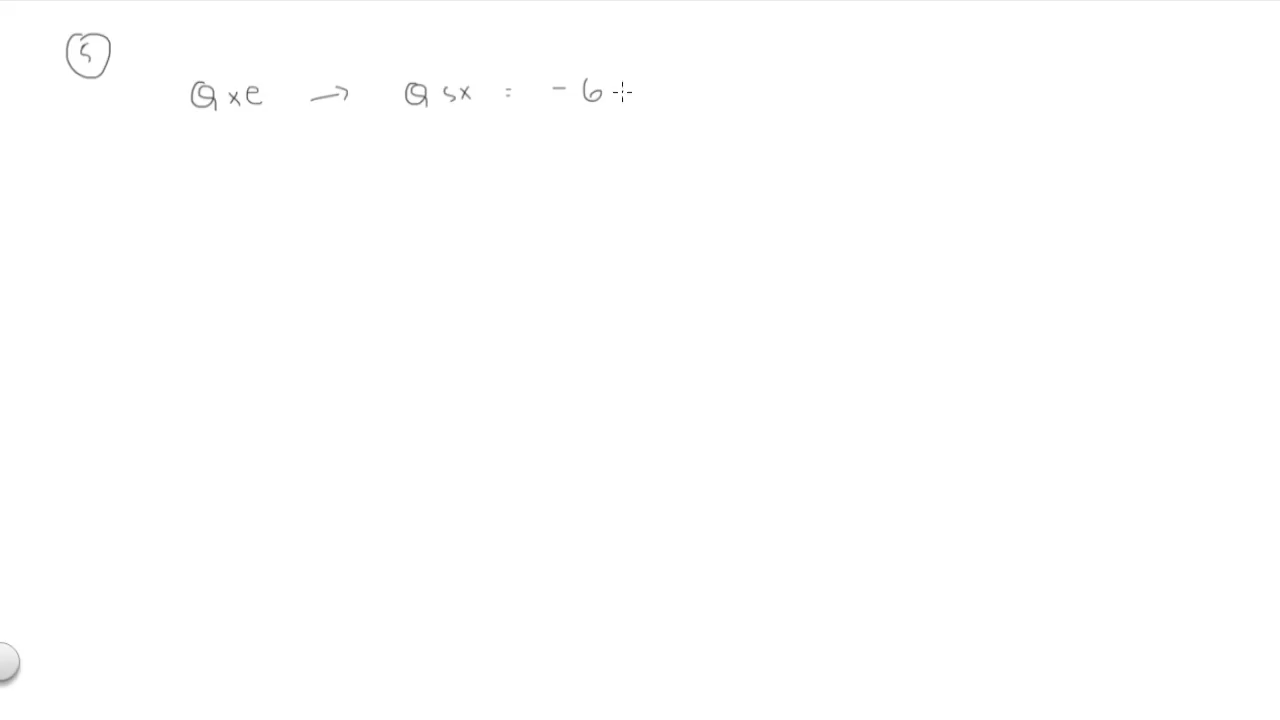 5
Qxe → Qsx = - 6